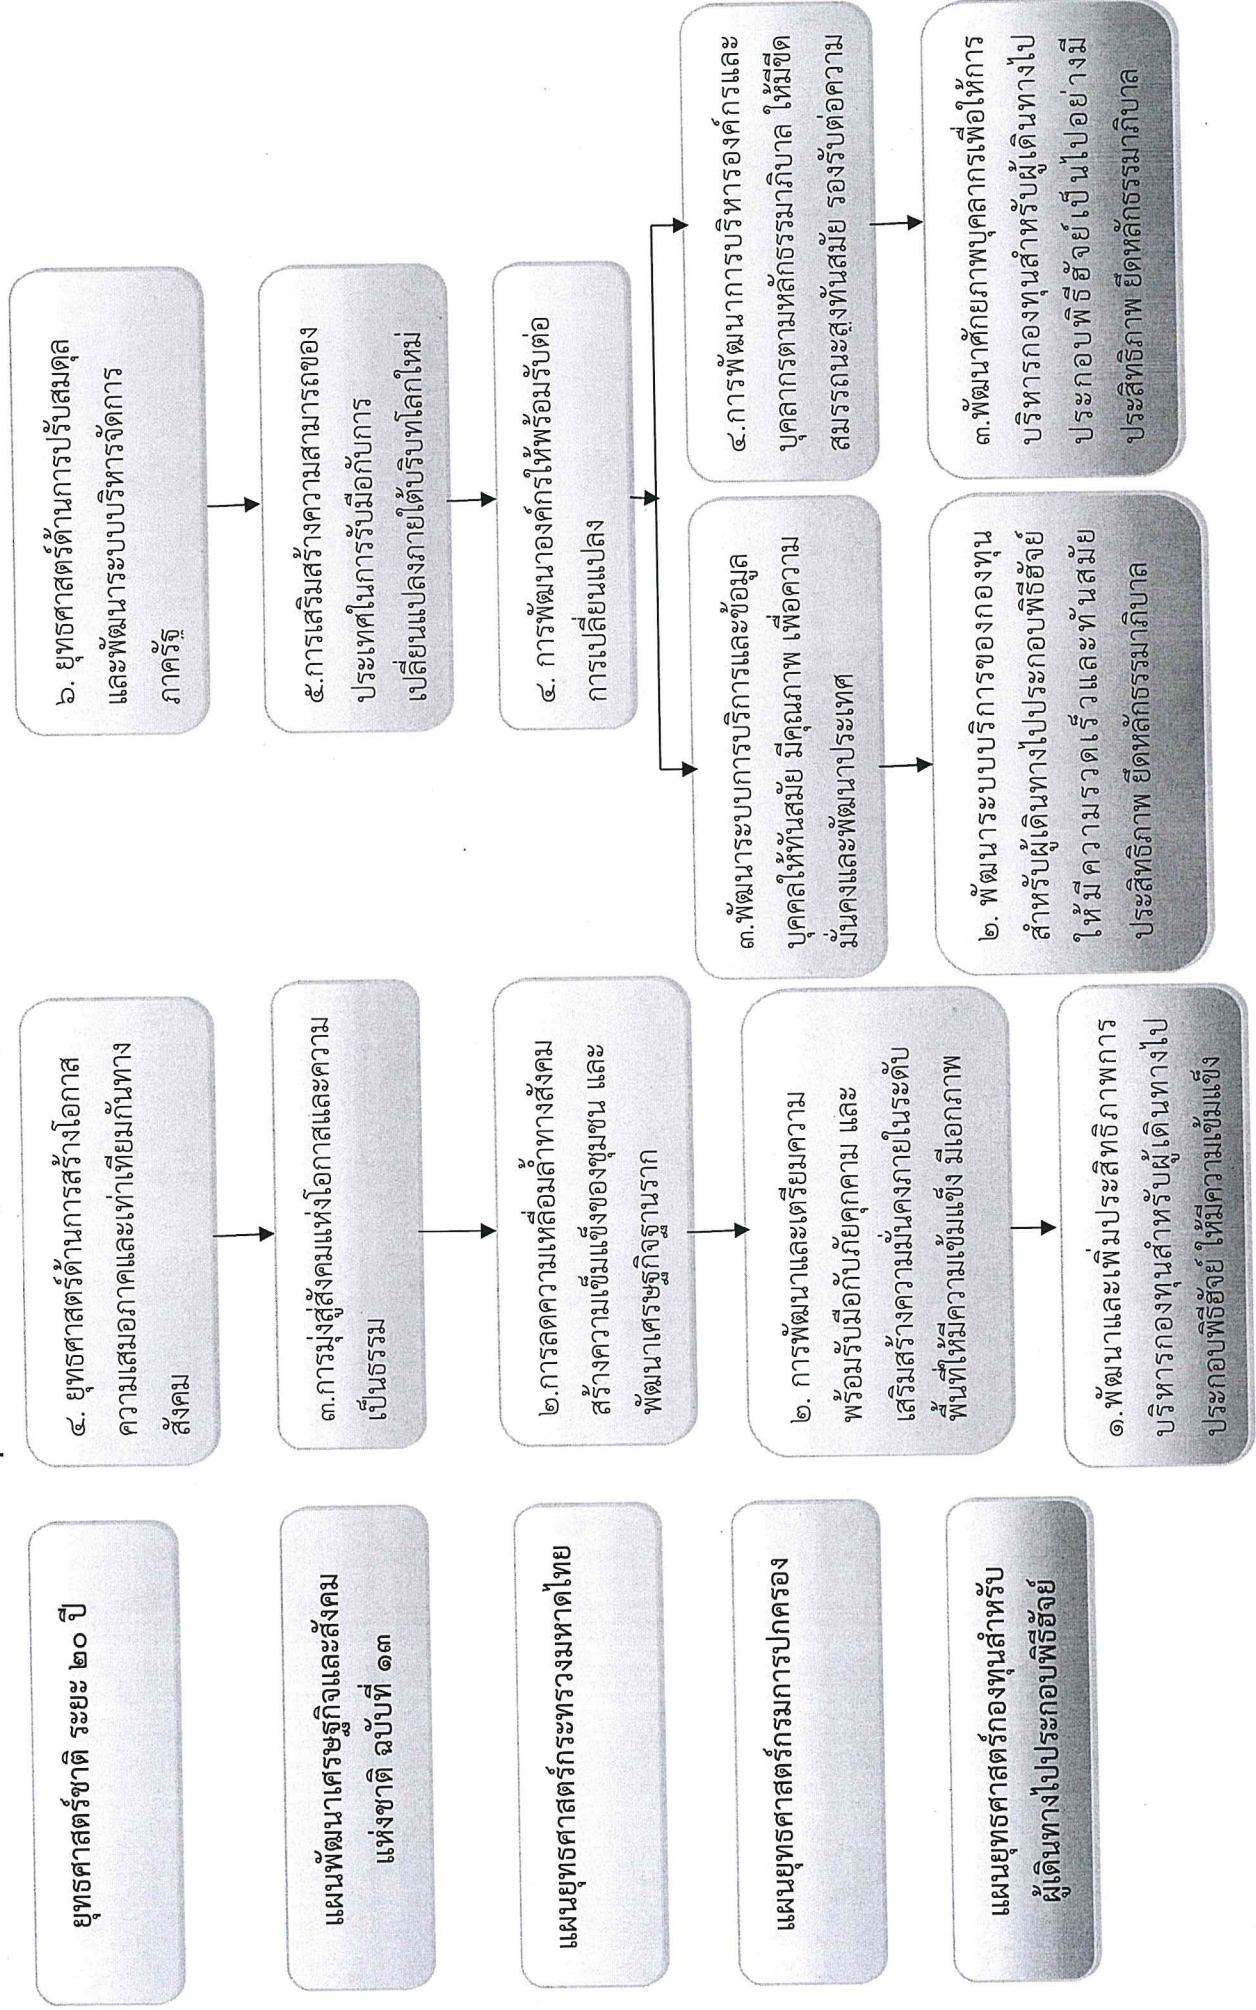 ยุทธศาสตร์ชาติ ระยะ ๒๐ ปี
๔. ยุทธศาสตร์ด้านการสร้างโอกาส
ความเสมอภาคและเท่าเทียมกันทาง
สังคม
๖. ยุทธศาสตร์ด้านการปรับสมดุล
และพัฒนาระบบบริหารจัดการ
ภาครัฐ
แผนพัฒนาเศรษฐกิจและสังคม
แห่งชาติ ฉบับที่ ๑๓
๓.การมุ่งสู่สังคมแห่งโอกาสและความ
เป็นธรรม
๕.การเสริมสร้างความสามารถของ
ประเทศในการรับมือกับการ
เปลี่ยนแปลงภายใต้บริบทโลกใหม่
แผนยุทธศาสตร์กระทรวงมหาดไทย
๒.การลดความเหลื่อมล้ำทางสังคม
สร้างความเข็มแข็งของชุมชน และ
พัฒนาเศรษฐกิจฐานราก
๔. การพัฒนาองค์กรให้พร้อมรับต่อ
การเปลี่ยนแปลง
แผนยุทธศาสตร์กรมการปกครอง
๒. การพัฒนาและเตรียมความ
พร้อมรับมือกับภัยคุกคาม และ
เสริมสร้างความมั่นคงภายในระดับ
พื้นที่ให้มีความเข้มแข็ง มีเอกภาพ
๓.พัฒนาระบบการบริการและข้อมูล
บุคคลให้ทันสมัย มีคุณภาพ เพื่อความ
มั่นคงและพัฒนาประเทศ
๔.การพัฒนาการบริหารองค์กรและ
บุคลากรตามหลักธรรมาภิบาล ให้มีขีด
สมรรถนะสูงทันสมัย รองรับต่อความ
แผนยุทธศาสตร์กองทุนสำหรับ
ผู้เดินทางไปประกอบพิธีฮัจย์
๑.พัฒนาและเพิ่มประสิทธิภาพการ
บริหารกองทุนสำหรับผู้เดินทางไป
ประกอบพิธีฮัจย์ ให้มีความเข้มแข็ง
๒. พัฒนาระบบบริการของกองทุน
สำหรับผู้เดินทางไปประกอบพิธีฮัจย์
ให้มีความรวดเร็วและทันสมัย
ประสิทธิภาพ ยึดหลักธรรมาภิบาล
๓.พัฒนาศักยภาพบุคลากรเพื่อให้การ
บริหารกองทุนสำหรับผู้เดินทางไป
ประกอบพิธีฮัจย์เป็นไปอย่างมี
ประสิทธิภาพ ยึดหลักธรรมาภิบาล